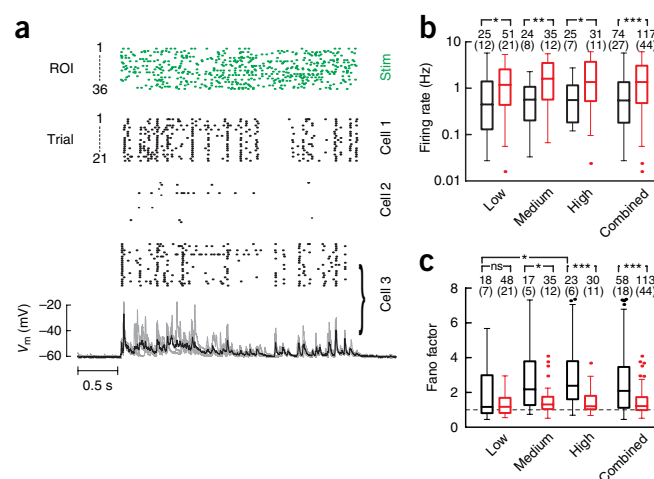 a
1
ROI
36
Stim
1
Trial
21
Cell 1
Cell 2
Cell 3
−20
−40
−60
Vm (mV)
0.5 s
b
* ** * ***
25 51 24 35 25 31 74 117
(12) (21) (8) (12) (7) (11) (27) (44)
10
1
0.1
0.01
Firing rate (Hz)
Low
Medium
High
Combined
c
*
ns * *** ***
18 48 17 35 23 30 58 113
(7) (21) (5) (12) (6) (11) (18) (44)
8
6
4
2
0
Fano factor
Low
Medium
High
Combined